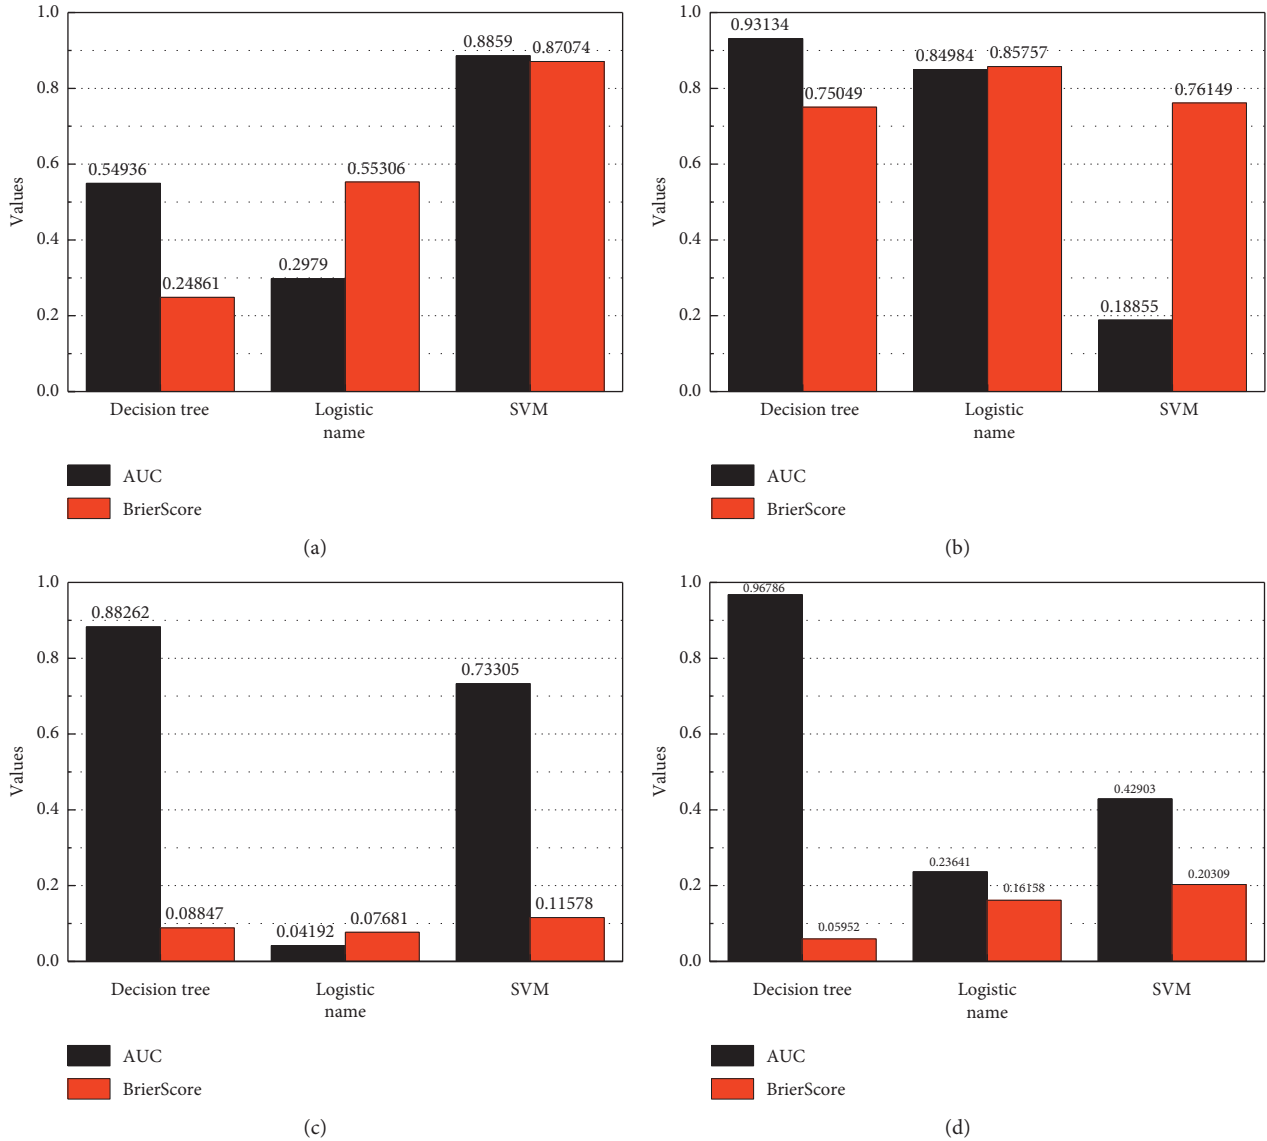 1.0
0.8
0.6
0.4
0.2
0.0
Values
0.54936
0.24861
0.2979
0.55306
0.8859
0.87074
Decision tree
Logistic
SVM
name
AUC
BrierScore
(a)
1.0
0.8
0.6
0.4
0.2
0.0
Values
0.93134
0.75049
0.84984
0.85757
0.18855
0.76149
Decision tree
Logistic
SVM
name
AUC
BrierScore
(b)
1.0
0.8
0.6
0.4
0.2
0.0
Values
0.88262
0.08847
0.04192
0.07681
0.73305
0.11578
Decision tree
Logistic
SVM
name
AUC
BrierScore
(c)
1.0
0.8
0.6
0.4
0.2
0.0
Values
0.96786
0.05952
0.23641
0.16158
0.42903
0.20309
Decision tree
Logistic
SVM
name
AUC
BrierScore
(d)